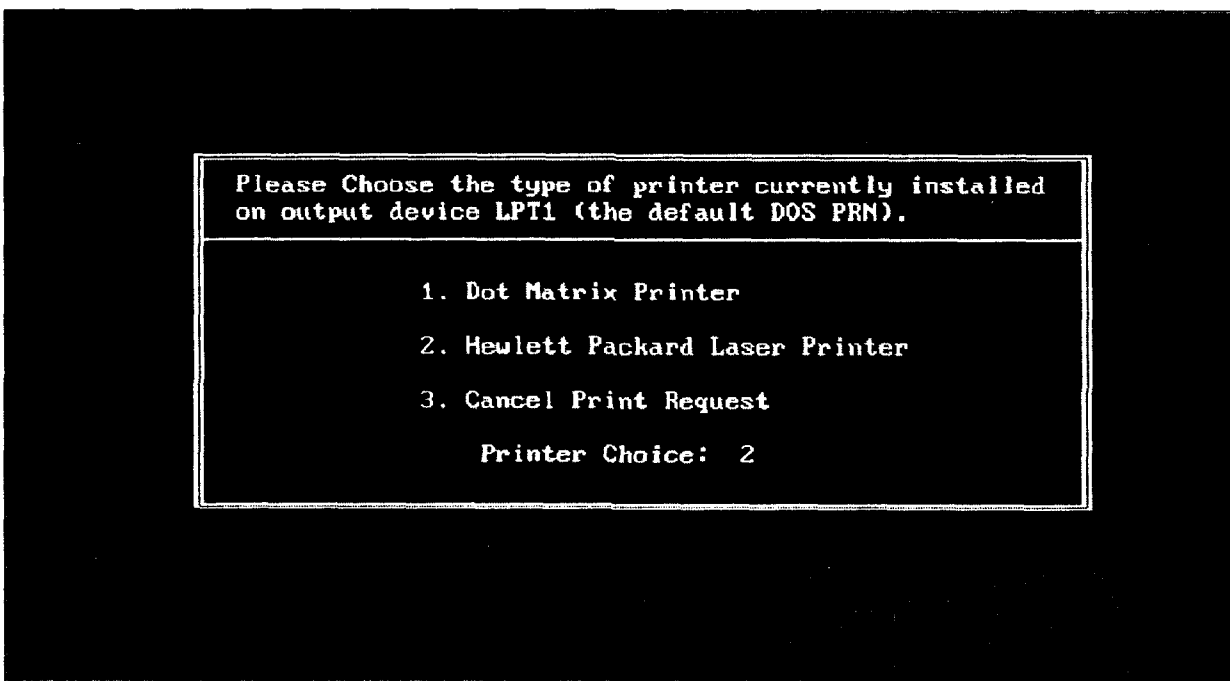 Please Choose the type of printer currently installed
on output device LPT1 (the default DOS PRN).
1. Dot Matrix Printer
2. Hewlett Packard Laser Printer
3. Cancel Print Request
Printer Choice: 2